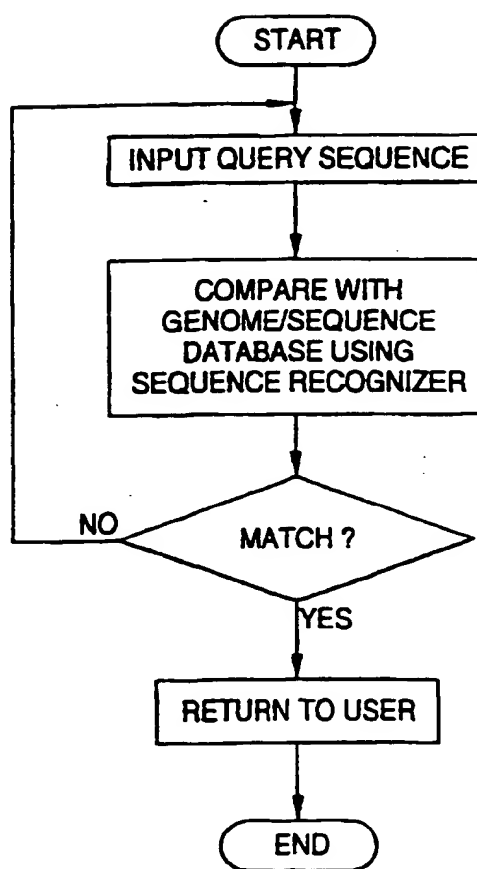 START
INPUT QUERY SEQUENCE
COMPARE WITH
GENOME/SEQUENCE
DATABASE USING
SEQUENCE RECOGNIZER
MATCH ?
NO
YES
RETURN TO USER
END